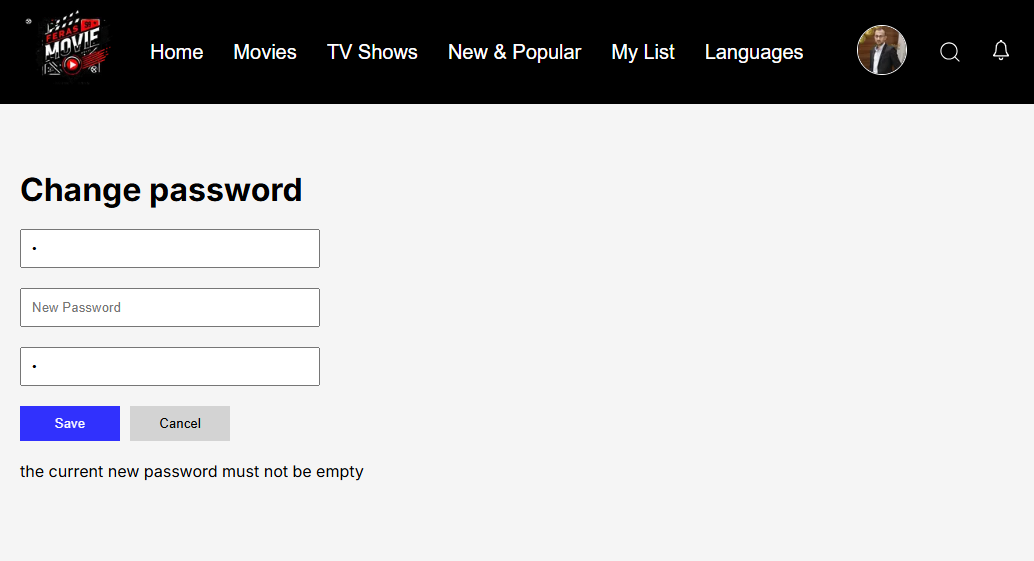 FERAS
MOVIE
Home Movies TV Shows New & Popular My List Languages
Change password
•
New Password
•
Save Cancel
the current new password must not be empty